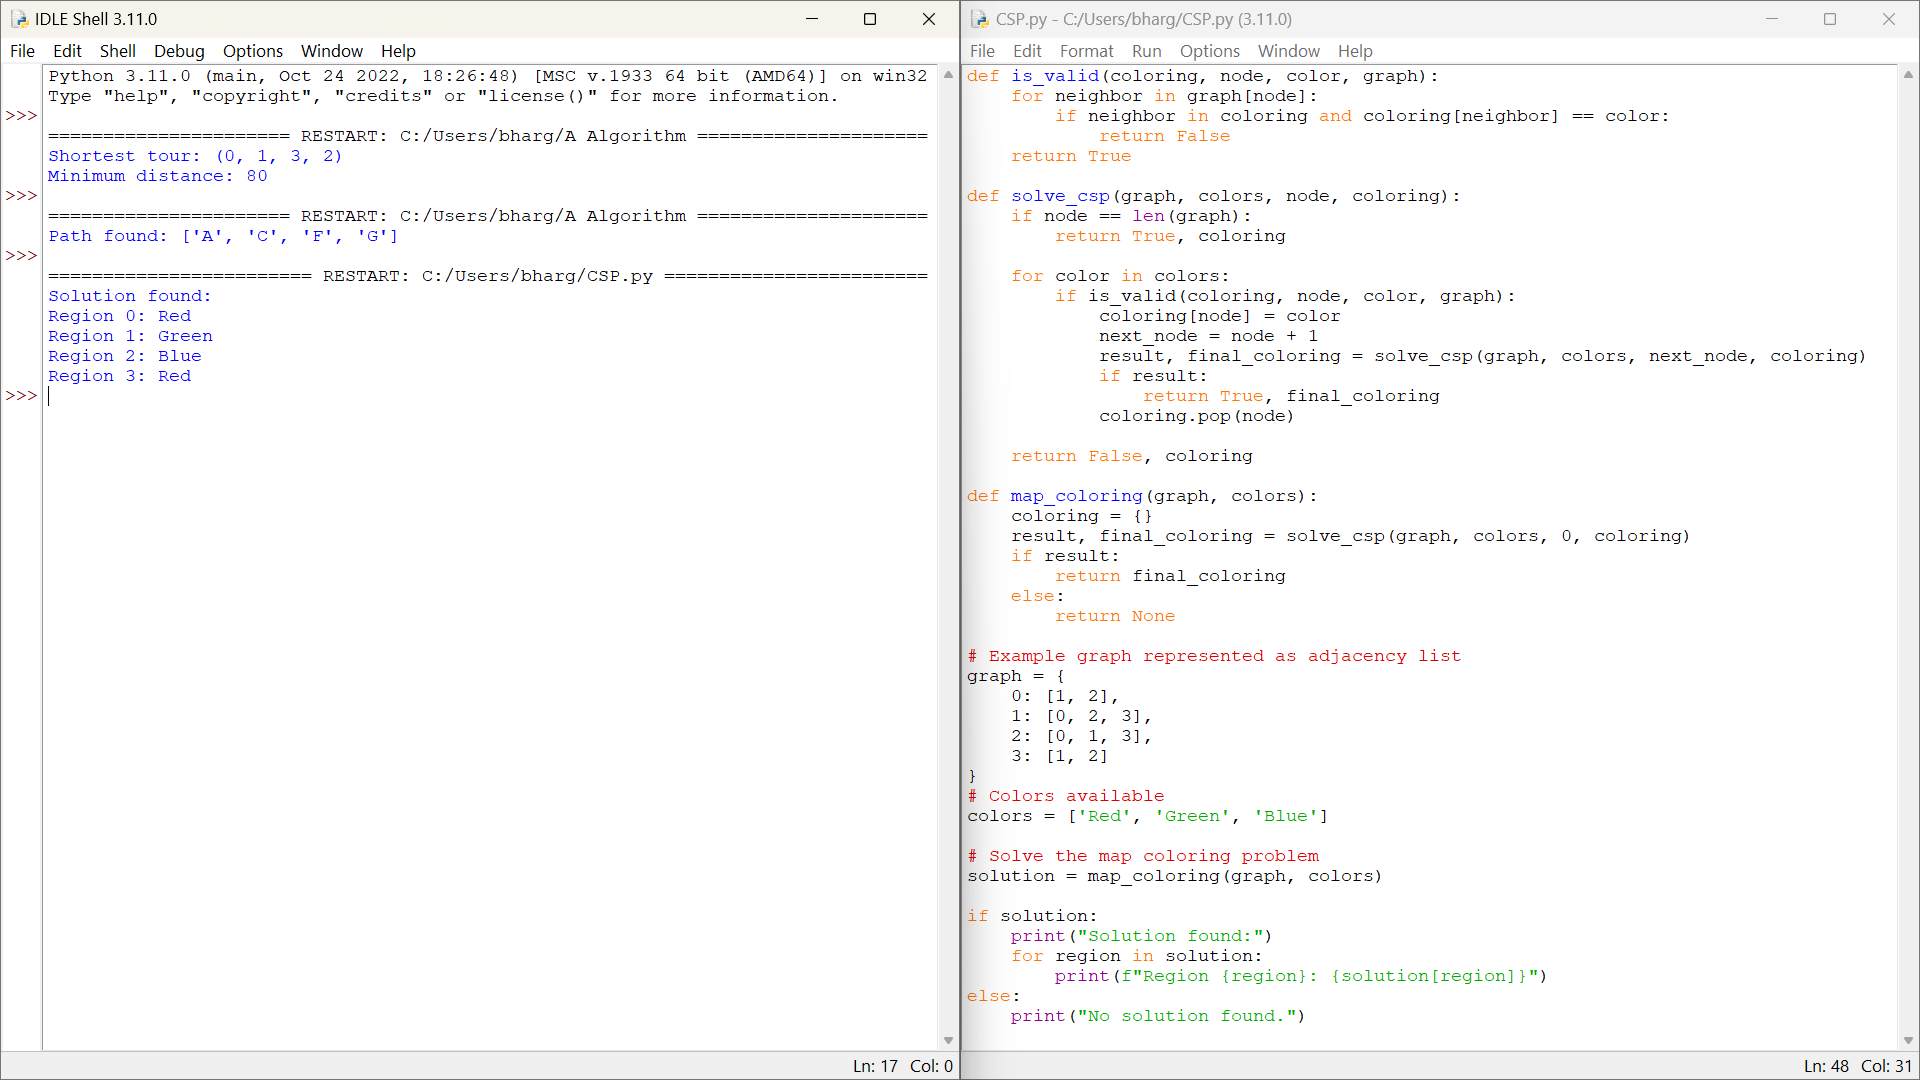 IDLE Shell 3.11.0
File Edit Shell Debug Options Window Help
Python 3.11.0 (main, Oct 24 2022, 18:26:48) [MSC v.1933 64 bit (AMD64)] on win32
Type "help", "copyright", "credits" or "license()" for more information.
>>>
====================== RESTART: C:/Users/bharg/A Algorithm =====================
Shortest tour: (0, 1, 3, 2)
Minimum distance: 80
>>>
====================== RESTART: C:/Users/bharg/A Algorithm =====================
Path found: ['A', 'C', 'F', 'G']
>>>
======================== RESTART: C:/Users/bharg/CSP.py ========================
Solution found:
Region 0: Red
Region 1: Green
Region 2: Blue
Region 3: Red
>>>
Ln: 17 Col: 0
CSP.py - C:/Users/bharg/CSP.py (3.11.0)
File Edit Format Run Options Window Help
def is_valid(coloring, node, color, graph):
    for neighbor in graph[node]:
        if neighbor in coloring and coloring[neighbor] == color:
            return False
    return True

def solve_csp(graph, colors, node, coloring):
    if node == len(graph):
        return True, coloring

    for color in colors:
        if is_valid(coloring, node, color, graph):
            coloring[node] = color
            next_node = node + 1
            result, final_coloring = solve_csp(graph, colors, next_node, coloring)
            if result:
                return True, final_coloring
            coloring.pop(node)

    return False, coloring

def map_coloring(graph, colors):
    coloring = {}
    result, final_coloring = solve_csp(graph, colors, 0, coloring)
    if result:
        return final_coloring
    else:
        return None

# Example graph represented as adjacency list
graph = {
    0: [1, 2],
    1: [0, 2, 3],
    2: [0, 1, 3],
    3: [1, 2]
}
# Colors available
colors = ['Red', 'Green', 'Blue']

# Solve the map coloring problem
solution = map_coloring(graph, colors)

if solution:
    print("Solution found:")
    for region in solution:
        print(f"Region {region}: {solution[region]}")
else:
    print("No solution found.")
Ln: 48 Col: 31